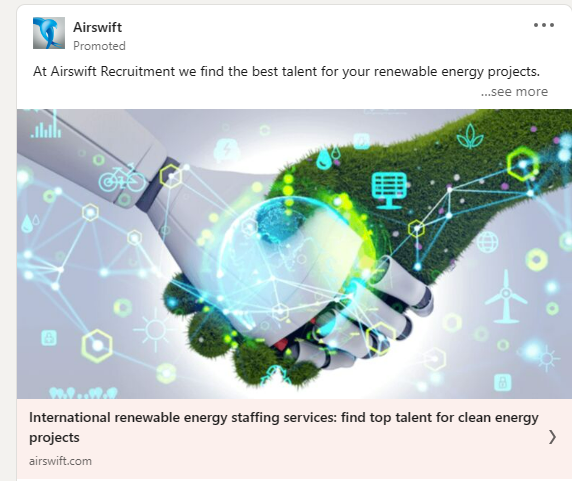 Airswift
Promoted
At Airswift Recruitment we find the best talent for your renewable energy projects.
...see more
International renewable energy staffing services: find top talent for clean energy
projects
airswift.com